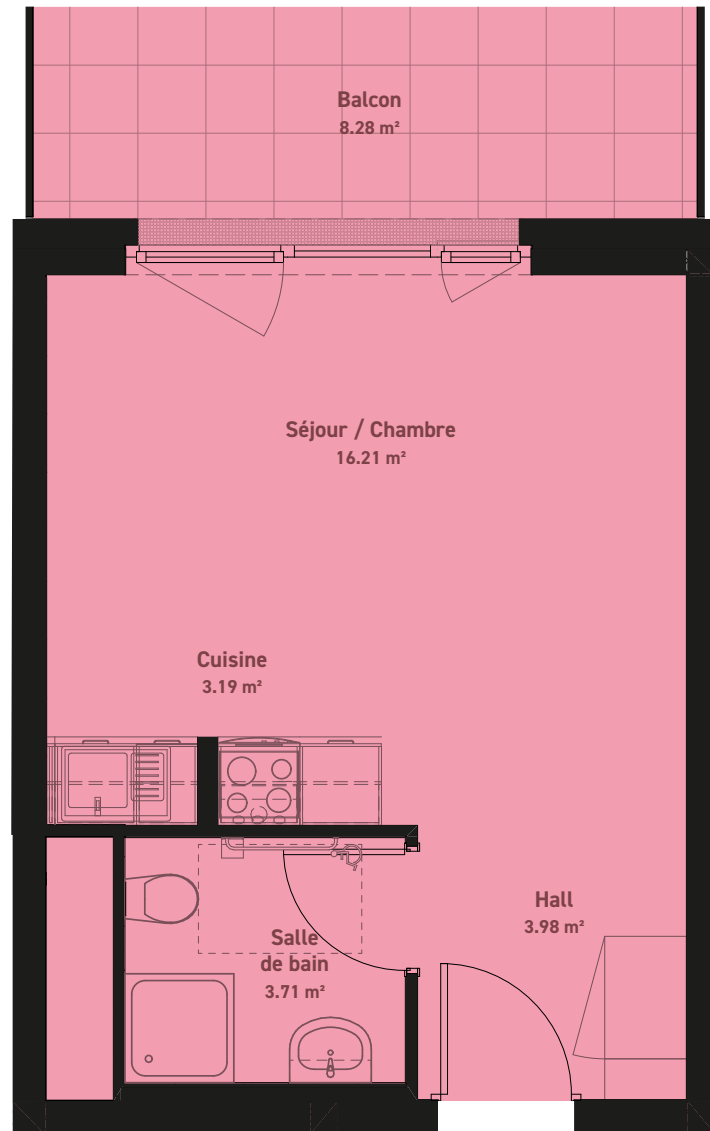 Balcon
8.28 m²
Séjour / Chambre
16.21 m²
Cuisine
3.19 m²
Hall
3.98 m²
Salle
de bain
3.71 m²